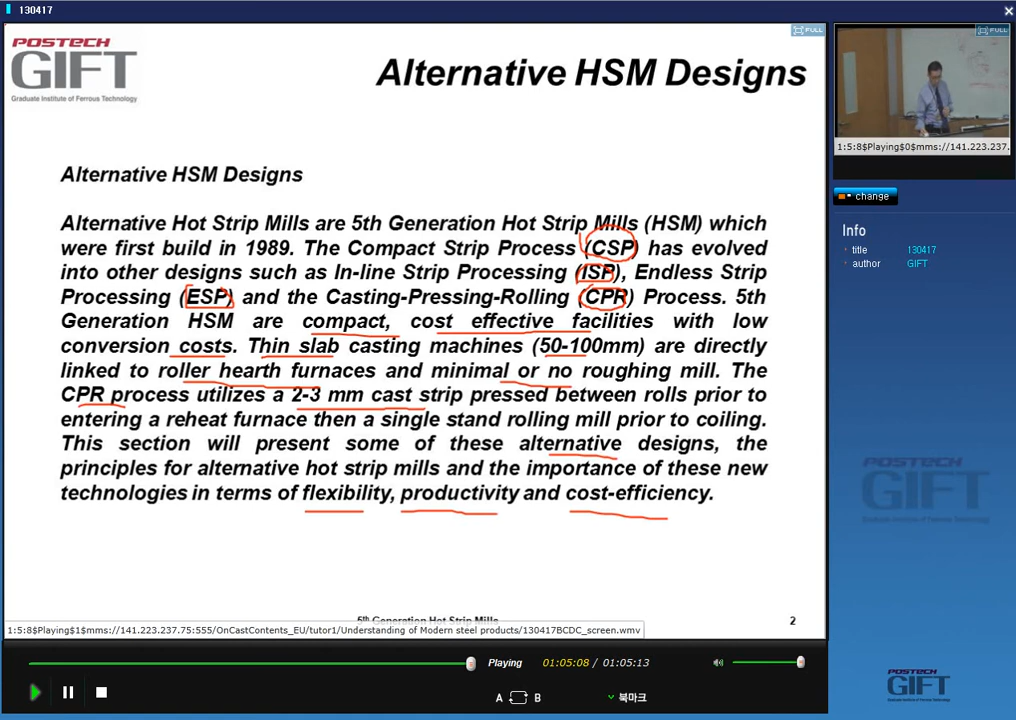 130417
FULL
POSTECH
GIFT
Graduate Institute of Ferrous Technology
Alternative HSM Designs
Alternative HSM Designs
Alternative Hot Strip Mills are 5th Generation Hot Strip Mills (HSM) which
were first build in 1989. The Compact Strip Process (CSP) has evolved
into other designs such as In-line Strip Processing (ISP), Endless Strip
Processing (ESP) and the Casting-Pressing-Rolling (CPR) Process. 5th
Generation HSM are compact, cost effective facilities with low
conversion costs. Thin slab casting machines (50-100mm) are directly
linked to roller hearth furnaces and minimal or no roughing mill. The
CPR process utilizes a 2-3 mm cast strip pressed between rolls prior to
entering a reheat furnace then a single stand rolling mill prior to coiling.
This section will present some of these alternative designs, the
principles for alternative hot strip mills and the importance of these new
technologies in terms of flexibility, productivity and cost-efficiency.
5th Generation Hot Strip Mills
2
1:5:8$Playing$1$mms://141.223.237.75:555/OnCastContents_EU/tutor1/Understanding of Modern steel products/130417BCDC_screen.wmv
FULL
1:5:8$Playing$0$mms://141.223.237.
change
Info
title 130417
author GIFT
POSTECH
GIFT
Playing 01:05:08 / 01:05:13
A B 북마크
POSTECH
GIFT